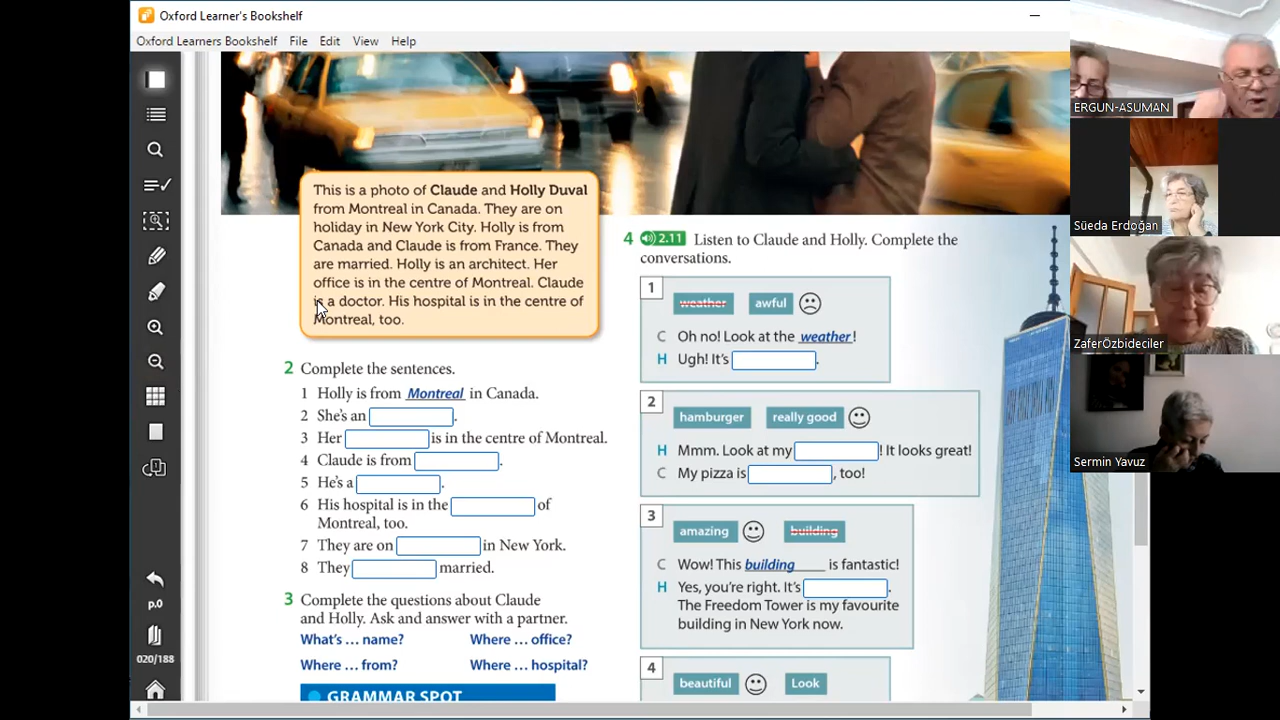 Oxford Learner's Bookshelf
Oxford Learners Bookshelf File Edit View Help
This is a photo of Claude and Holly Duval
from Montreal in Canada. They are on
holiday in New York City. Holly is from
Canada and Claude is from France. They
are married. Holly is an architect. Her
office is in the centre of Montreal. Claude
is a doctor. His hospital is in the centre of
Montreal, too.
2 Complete the sentences.
1 Holly is from Montreal in Canada.
2 She's an .
3 Her is in the centre of Montreal.
4 Claude is from .
5 He's a .
6 His hospital is in the of
Montreal, too.
7 They are on in New York.
8 They married.
3 Complete the questions about Claude
and Holly. Ask and answer with a partner.
What's … name? Where … office?
Where … from? Where … hospital?
GRAMMAR SPOT
4 2.11 Listen to Claude and Holly. Complete the
conversations.
1
weather awful
C Oh no! Look at the weather!
H Ugh! It's .
2
hamburger really good
H Mmm. Look at my ! It looks great!
C My pizza is , too!
3
amazing building
C Wow! This building is fantastic!
H Yes, you're right. It's .
The Freedom Tower is my favourite
building in New York now.
4
beautiful Look
p.0
020/188
ERGUN-ASUMAN
Süeda Erdoğan
ZaferÖzbideciler
Sermin Yavuz